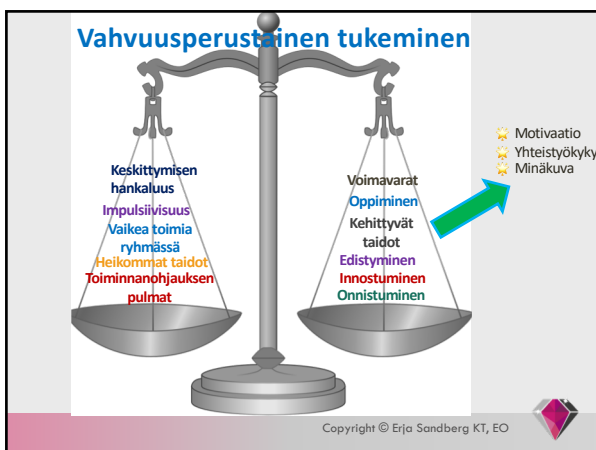 Vahvuusperustainen tukeminen
Keskittymisen
hankaluus
Impulsiivisuus
Vaikea toimia
ryhmässä
Heikommat taidot
Toiminnanohjauksen
pulmat
Voimavarat
Oppiminen
Kehittyvät
taidot
Edistyminen
Innostuminen
Onnistuminen
Motivaatio
Yhteistyökyky
Minäkuva
Copyright © Erja Sandberg KT, EO